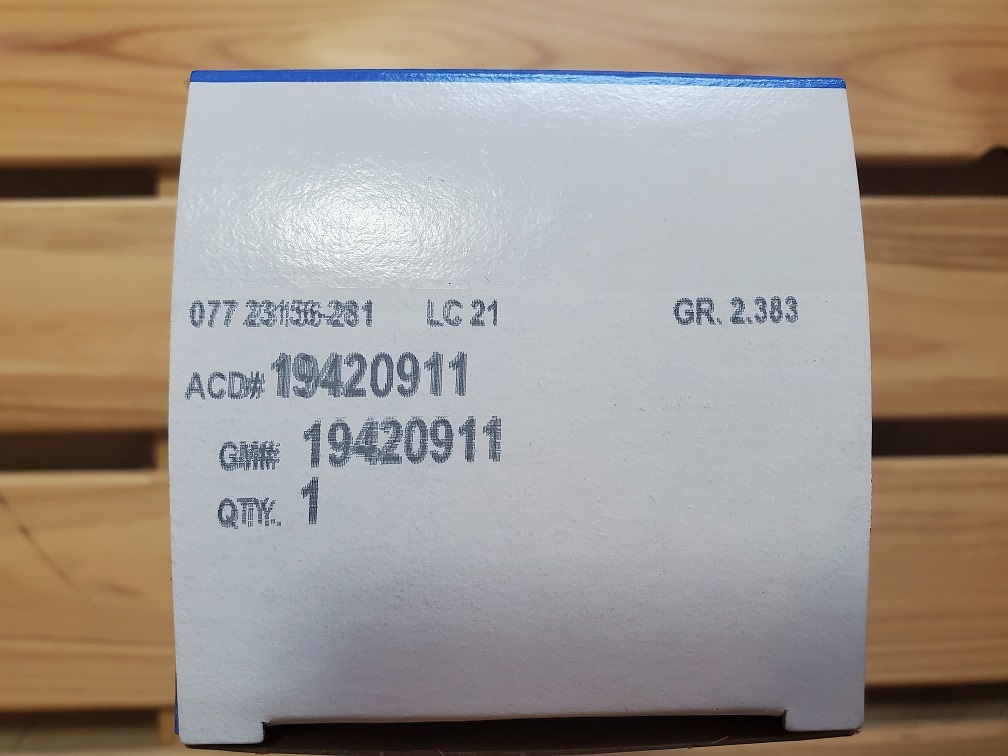 077 23156-281 LC 21 GR. 2.383
ACD# 19420911
GM#: 19420911
QTY. 1